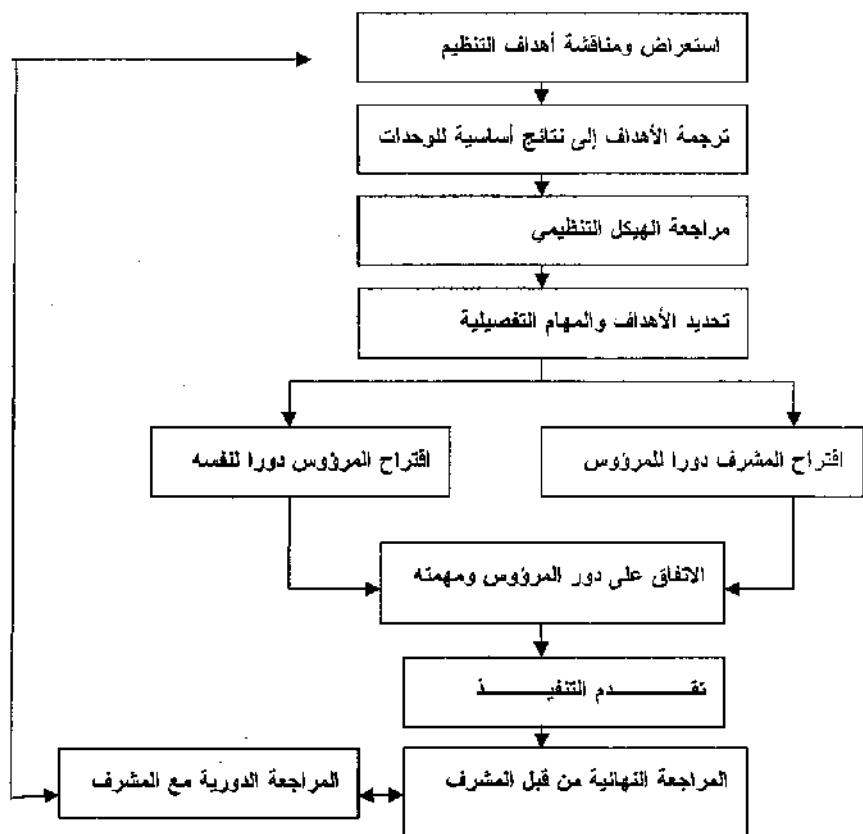 استعراض ومناقشة أهداف التنظيم
ترجمة الأهداف إلى نتائج أساسية للوحدات
مراجعة الهيكل التنظيمي
تحديد الأهداف والمهام التفصيلية
اقتراح المشرف دورا للمرؤوس
اقتراح المرؤوس دورا لنفسه
الاتفاق على دور المرؤوس ومهمته
تقـــــــدم التنفيـــــــذ
المراجعة النهائية من قبل المشرف
المراجعة الدورية مع المشرف